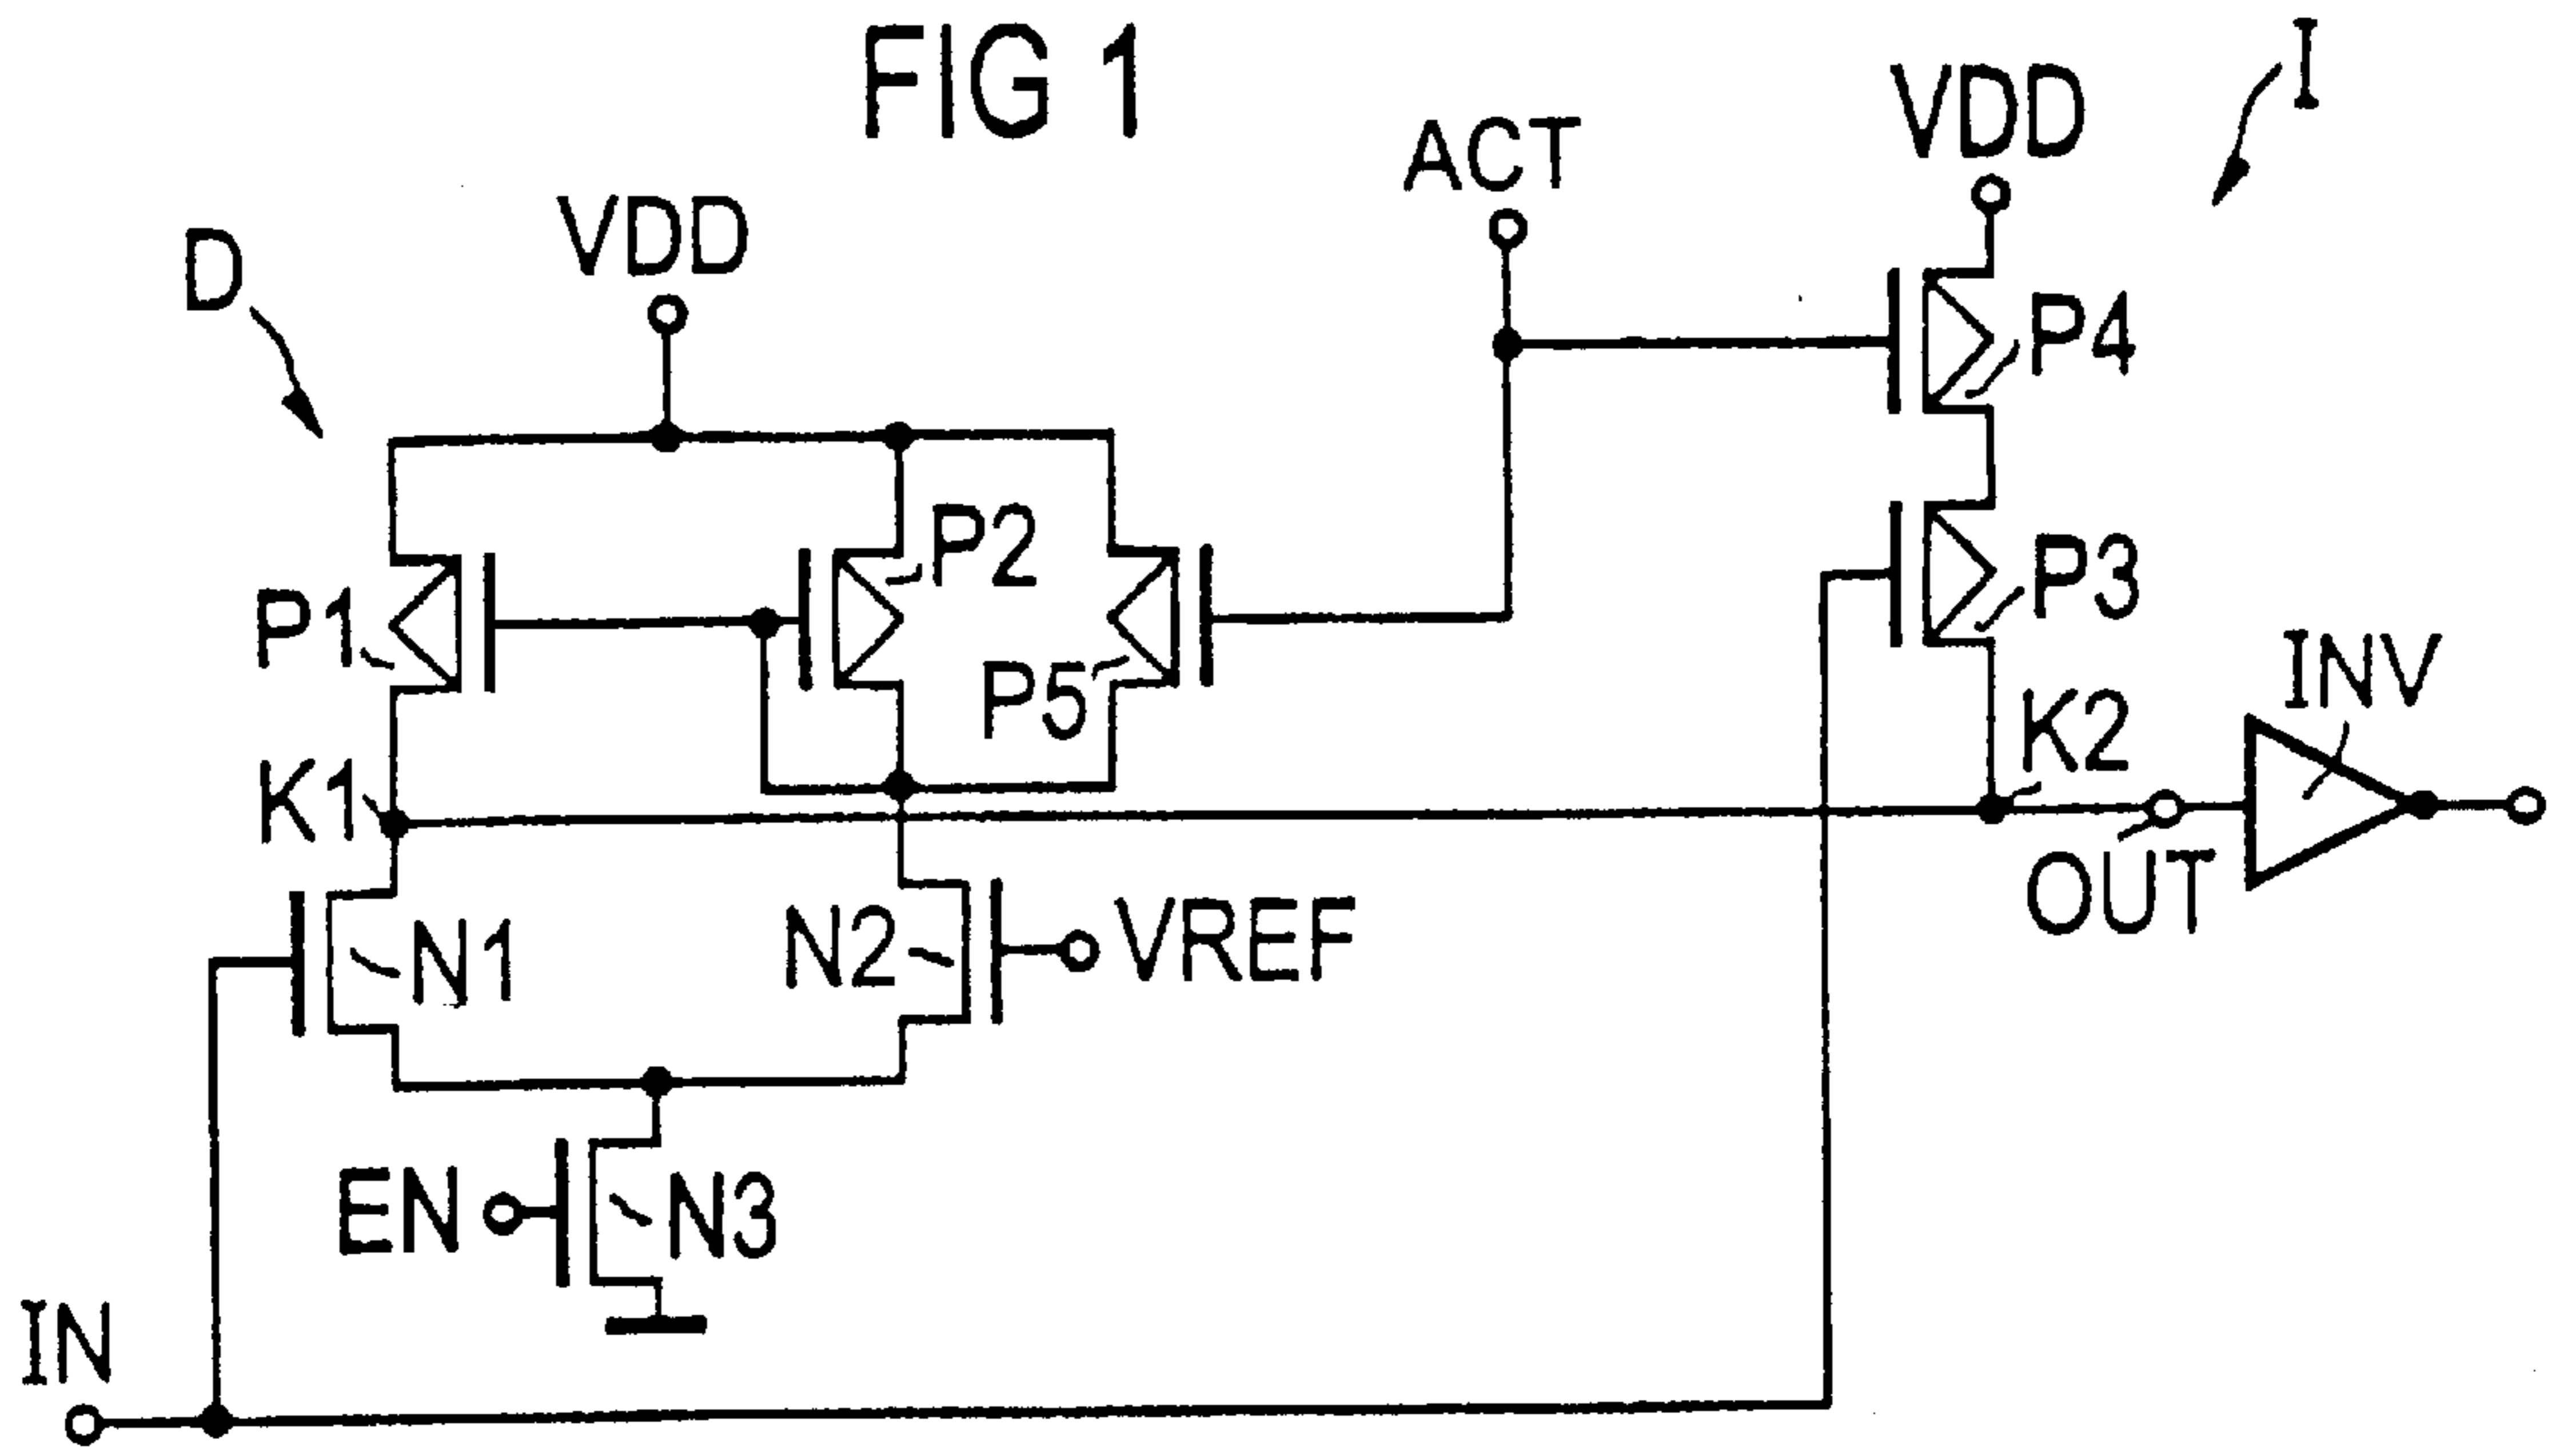 FIG 1
I
VDD
ACT
VDD
D
P4
P2
P3
P1
P5
INV
K2
K1
OUT
N1
N2
VREF
EN
N3
IN